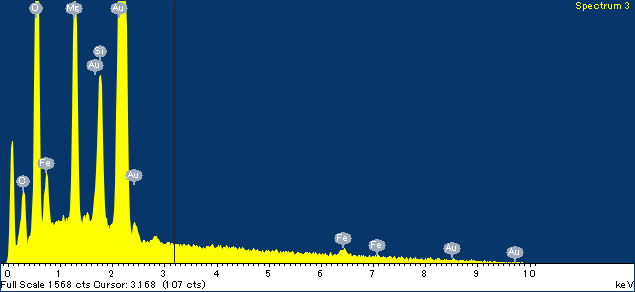 Spectrum 3
O Mg Au
Si
Au
Fe
Au
C
Fe Fe Au Au
0 1 2 3 4 5 6 7 8 9 10
Full Scale 1568 cts Cursor: 3.168 (107 cts) keV